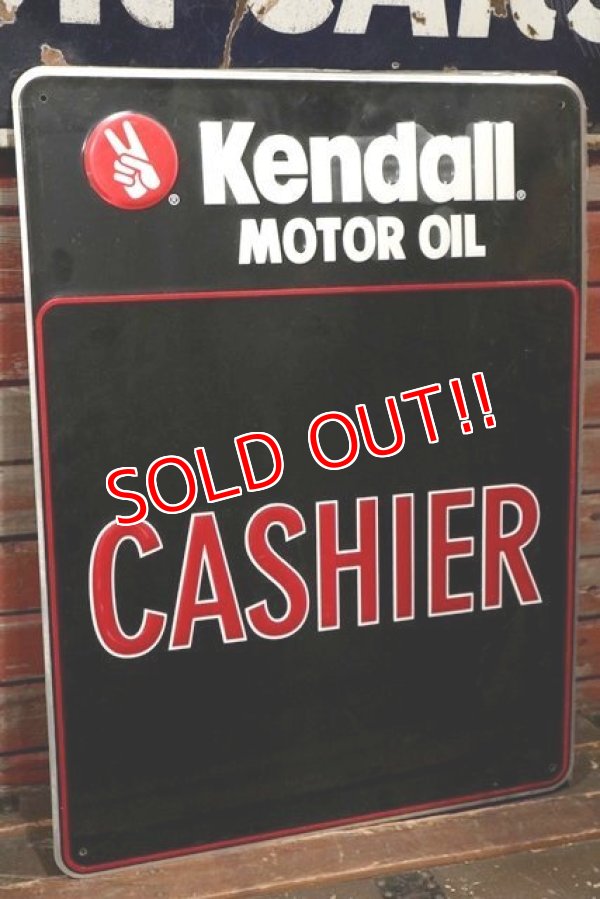 Kendall®
MOTOR OIL
SOLD OUT!!
CASHIER